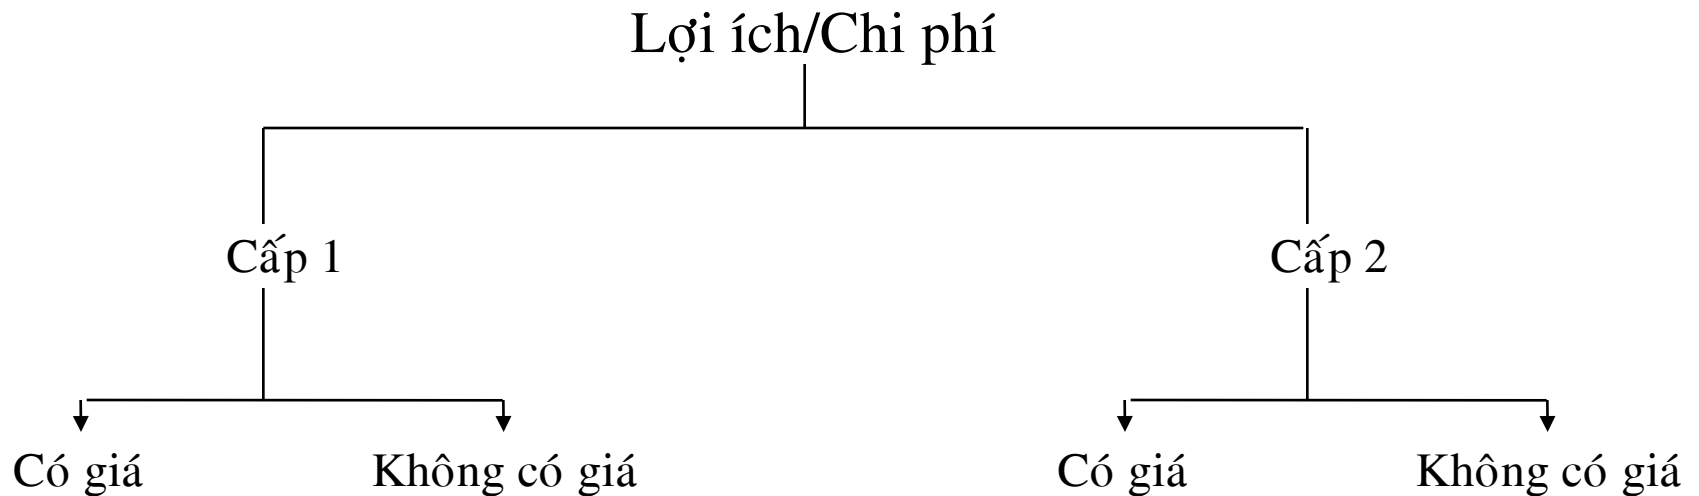 Lợi ích/Chi phí
Cấp 1
Cấp 2
Có giá
Không có giá
Có giá
Không có giá